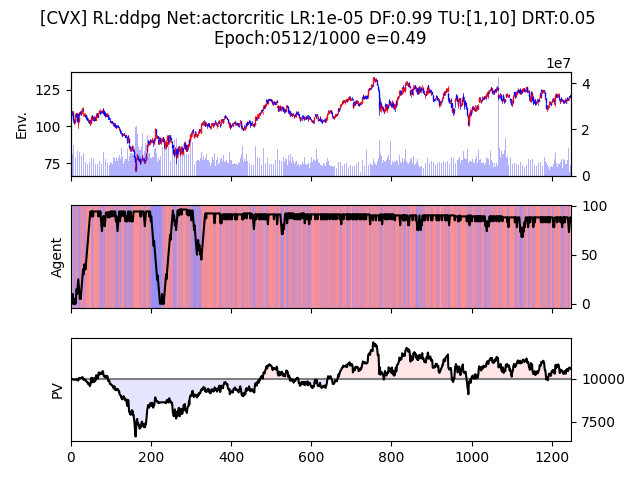 [CVX] RL:ddpg Net:actorcritic LR:1e-05 DF:0.99 TU:[1,10] DRT:0.05
Epoch:0512/1000 e=0.49
1e7
Env.
125
100
75
4
2
0
Agent
100
50
0
PV
10000
7500
0 200 400 600 800 1000 1200